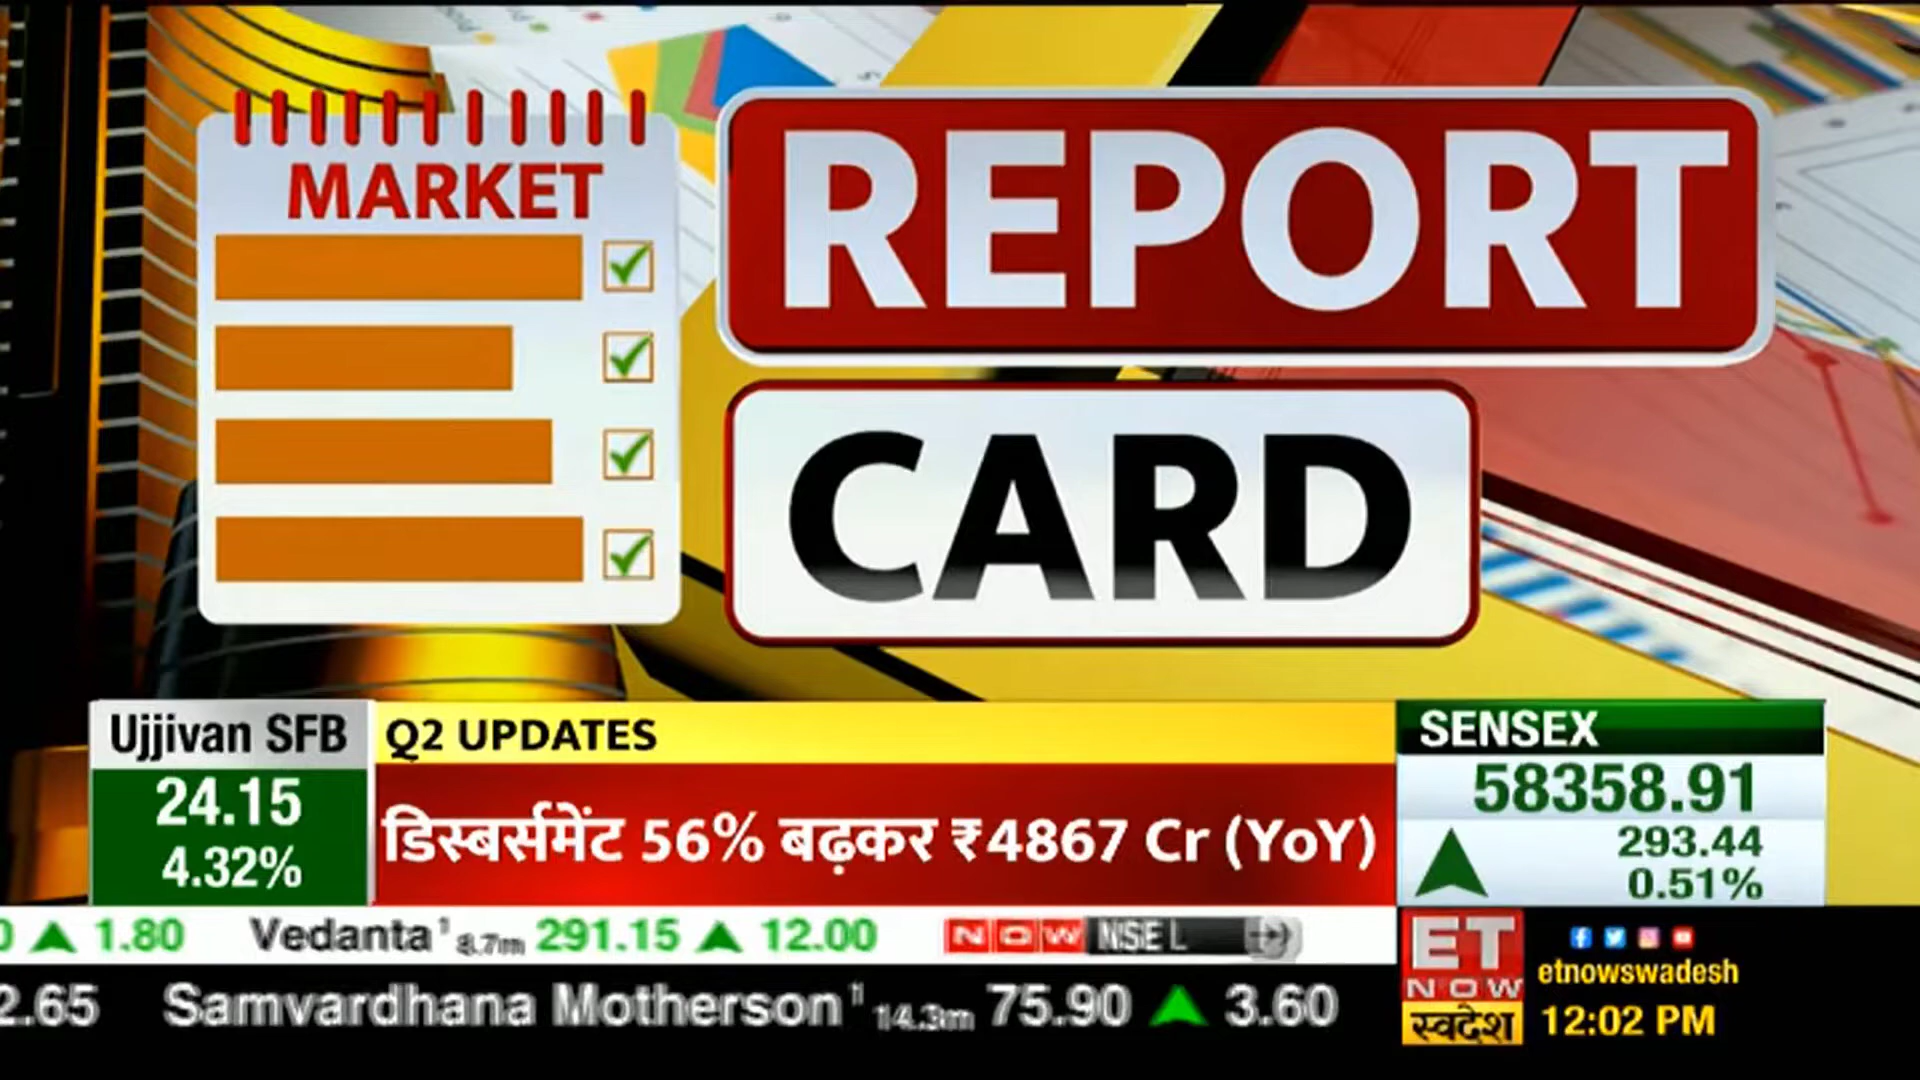 MARKET
REPORT
CARD
Ujjivan SFB
24.15
4.32%
Q2 UPDATES
डिस्बर्समेंट 56% बढ़कर ₹4867 Cr (YoY)
SENSEX
58358.91
293.44
0.51%
▲ 1.80 Vedanta¹ 8.7m 291.15 ▲ 12.00 NOW NSE L
2.65 Samvardhana Motherson¹ 14.3m 75.90 ▲ 3.60
ET
NOW
स्वदेश
etnowswadesh
12:02 PM